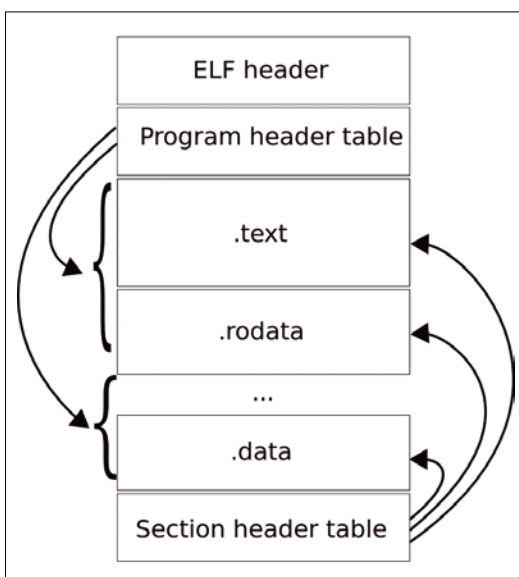 ELF header
Program header table
.text
.rodata
...
.data
Section header table